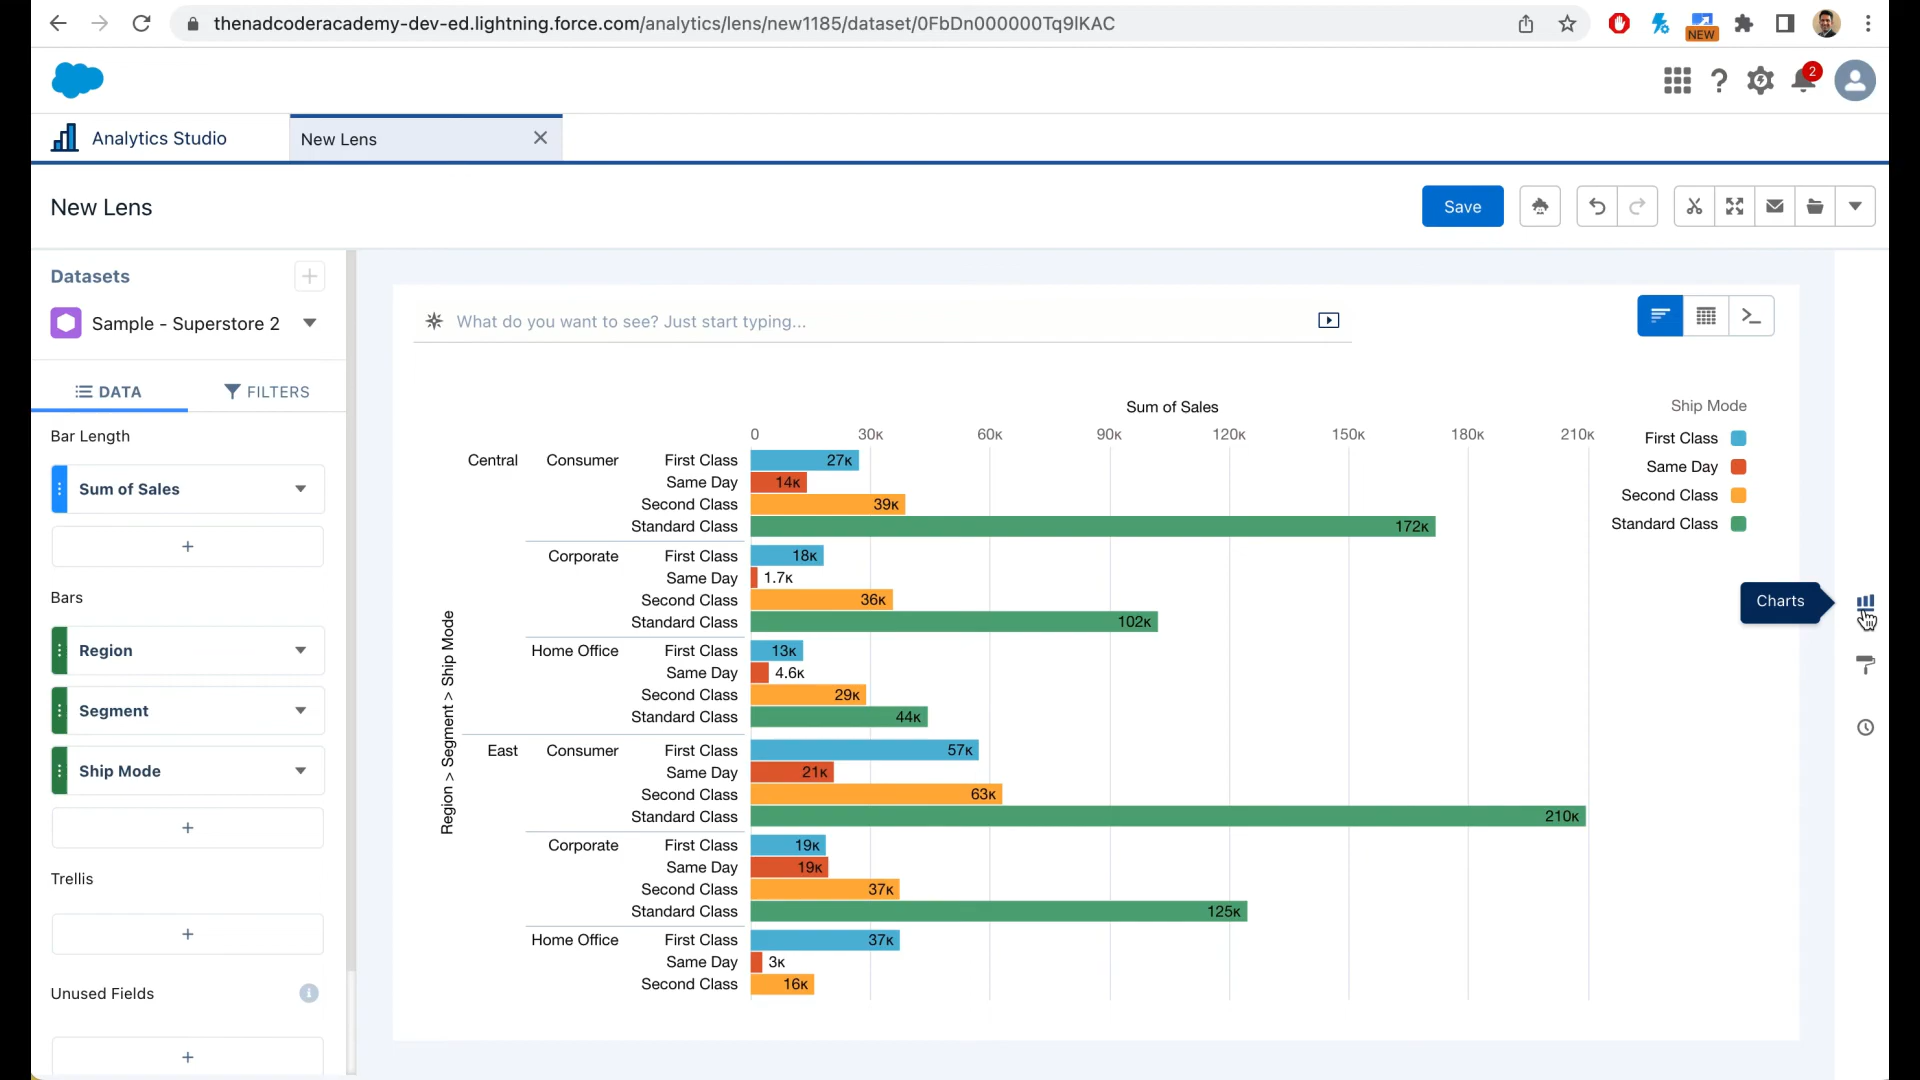 thenadcoderacademy-dev-ed.lightning.force.com/analytics/lens/new1185/dataset/0FbDn000000Tq9lKAC
NEW
2
Analytics Studio
New Lens
New Lens
Save
Datasets
Sample - Superstore 2
DATA
FILTERS
Bar Length
Sum of Sales
+
Bars
Region
Segment
Ship Mode
+
Trellis
+
Unused Fields
+
What do you want to see? Just start typing...
Sum of Sales
0 30K 60K 90K 120K 150K 180K 210K
Region > Segment > Ship Mode
Central Consumer First Class 27K
Same Day 14K
Second Class 39K
Standard Class 172K
Corporate First Class 18K
Same Day 1.7K
Second Class 36K
Standard Class 102K
Home Office First Class 13K
Same Day 4.6K
Second Class 29K
Standard Class 44K
East Consumer First Class 57K
Same Day 21K
Second Class 63K
Standard Class 210K
Corporate First Class 19K
Same Day 19K
Second Class 37K
Standard Class 125K
Home Office First Class 37K
Same Day 3K
Second Class 16K
Ship Mode
First Class
Same Day
Second Class
Standard Class
Charts